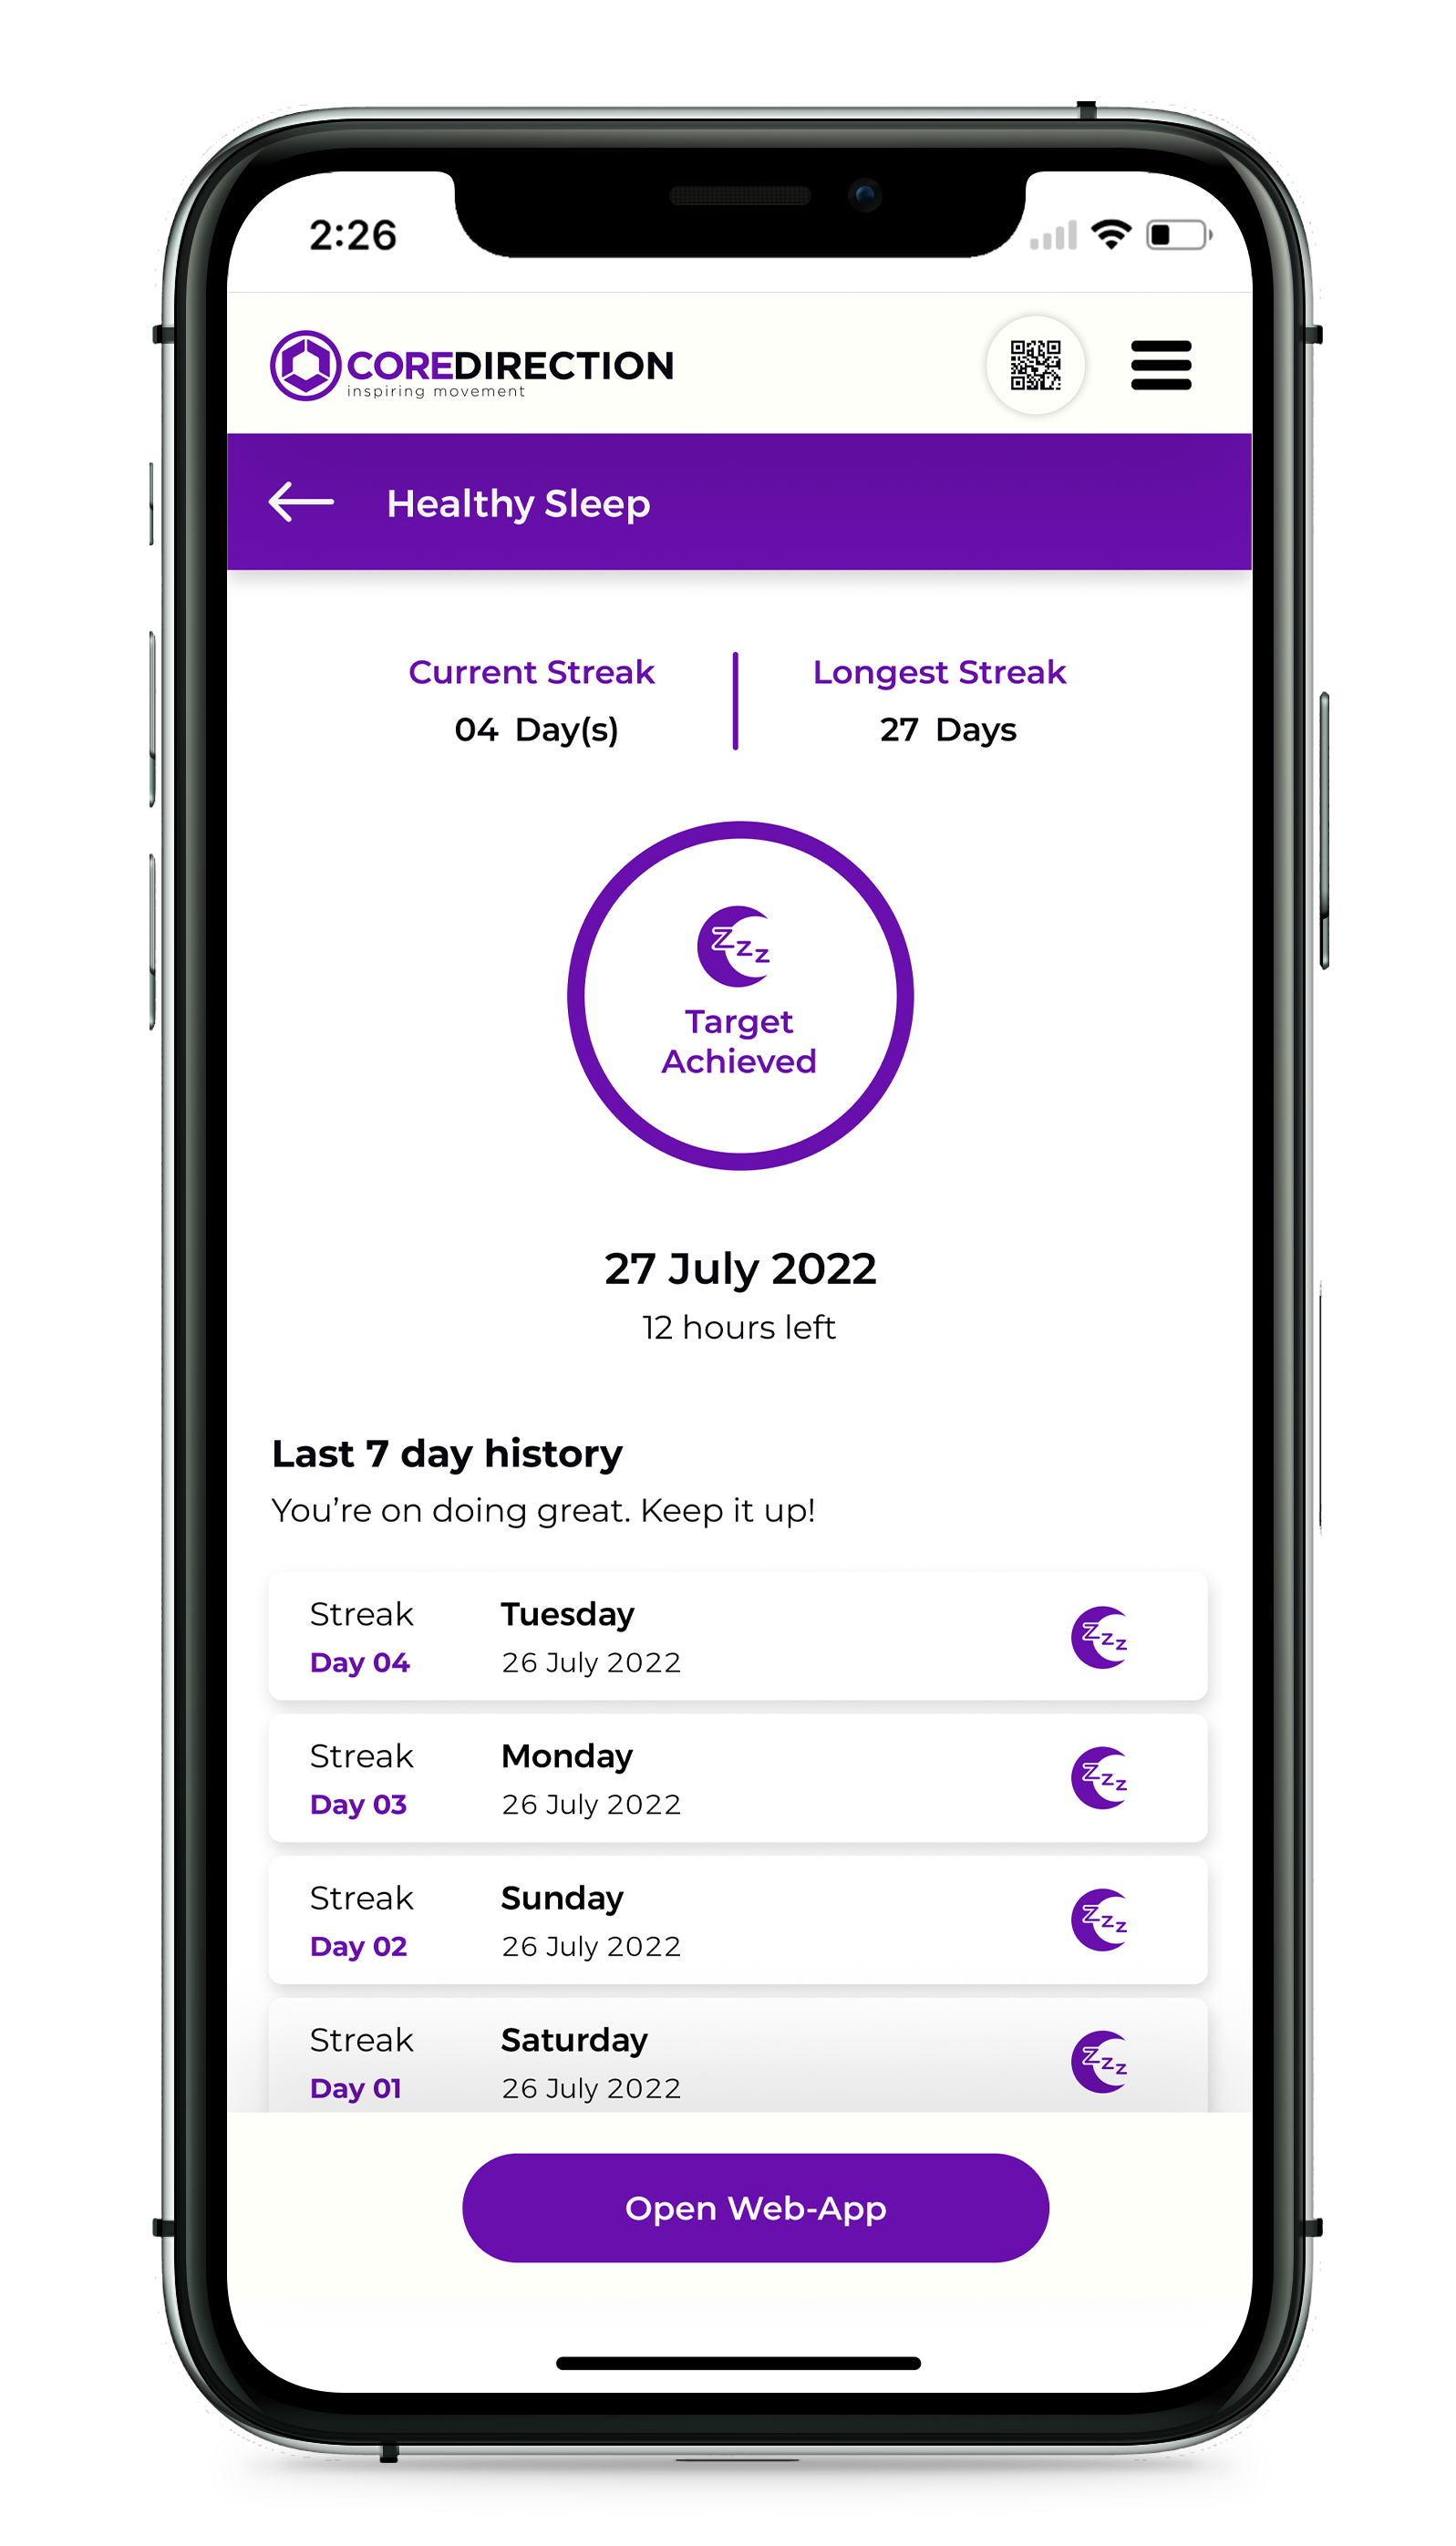 2:26
COREDIRECTION
inspiring movement
Healthy Sleep
Current Streak
Longest Streak
04 Day(s)
27 Days
Target
Achieved
27 July 2022
12 hours left
Last 7 day history
You're on doing great. Keep it up!
Streak
Tuesday
Day 04
26 July 2022
Streak
Monday
Day 03
26 July 2022
Streak
Sunday
Day 02
26 July 2022
Streak
Saturday
Day 01
26 July 2022
Open Web-App